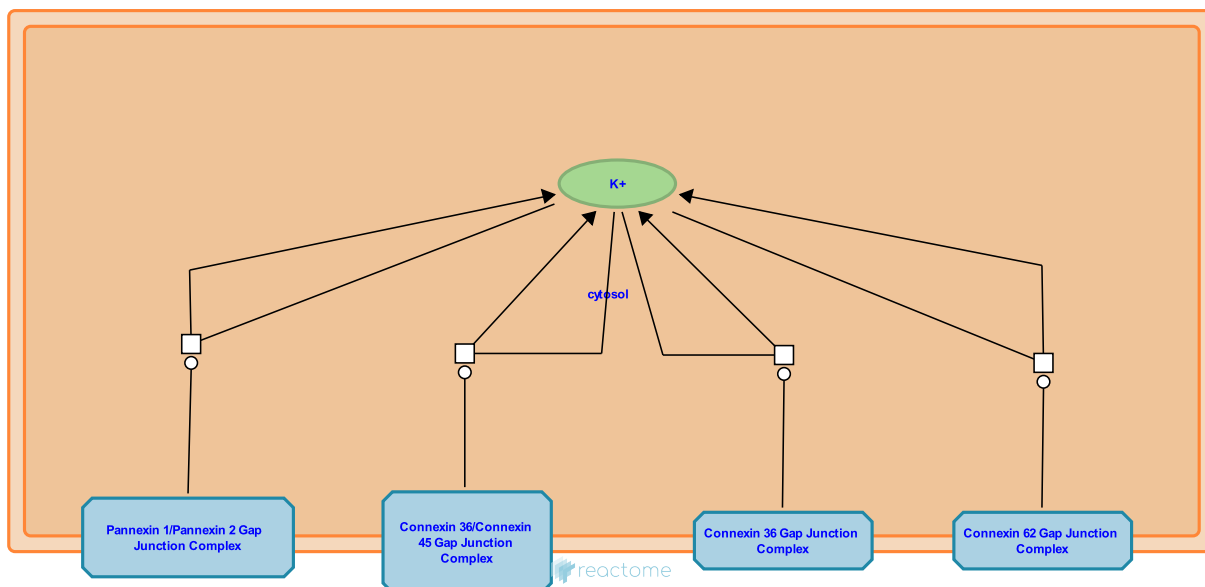 K+
cytosol
Pannexin 1/Pannexin 2 Gap
Junction Complex
Connexin 36/Connexin
45 Gap Junction
Complex
Connexin 36 Gap Junction
Complex
Connexin 62 Gap Junction
Complex
reactome